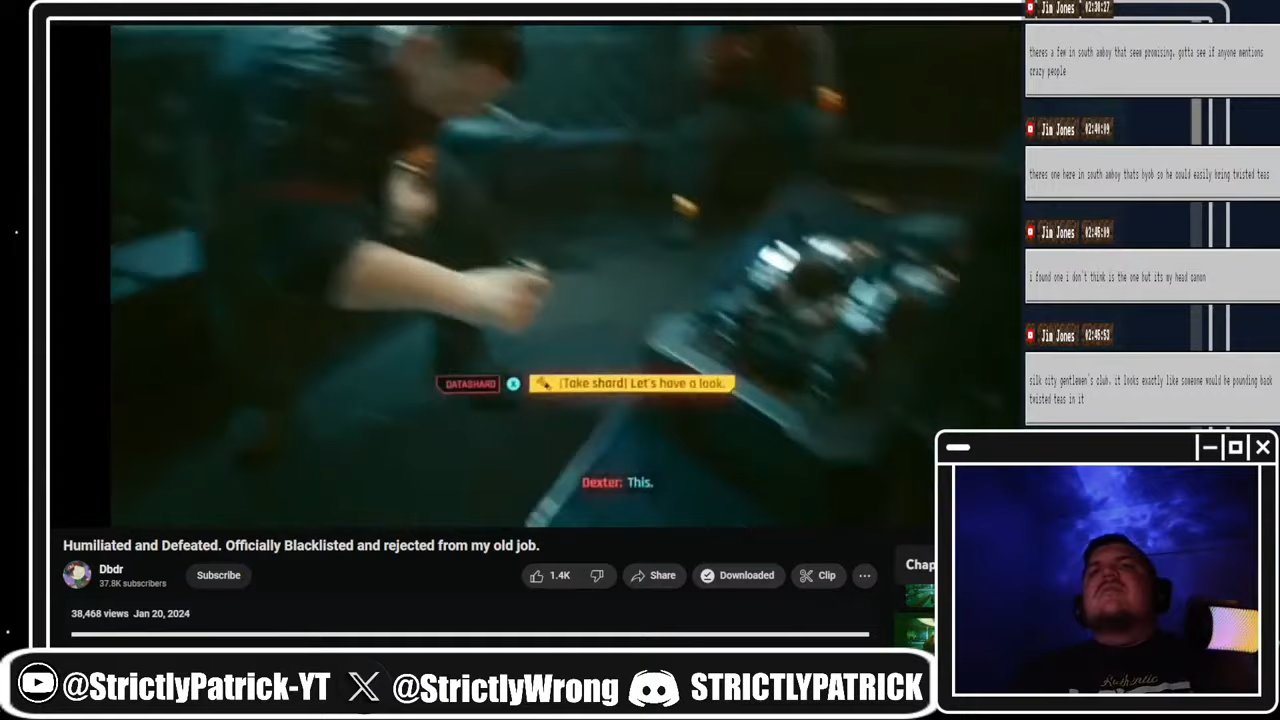 Jim Jones 02:38:27
theres a few in south amboy that seem promising, gotta see if anyone mentions
crazy people
Jim Jones 02:40:09
theres one here in south amboy thats byob so he could easily bring twisted teas
Jim Jones 02:45:09
i found one i don't think is the one but its my head canon
Jim Jones 02:45:53
silk city gentlemen's club. it looks exactly like someone would be pounding back
twisted teas in it
DATASHARD X [Take shard] Let's have a look.
Dexter: This.
Humiliated and Defeated. Officially Blacklisted and rejected from my old job.
Dbdr
37.8K subscribers
Subscribe
1.4K
Share
Downloaded
Clip
...
Chap
38,468 views Jan 20, 2024
Authentic
@StrictlyPatrick-YT
@StrictlyWrong
STRICTLYPATRICK